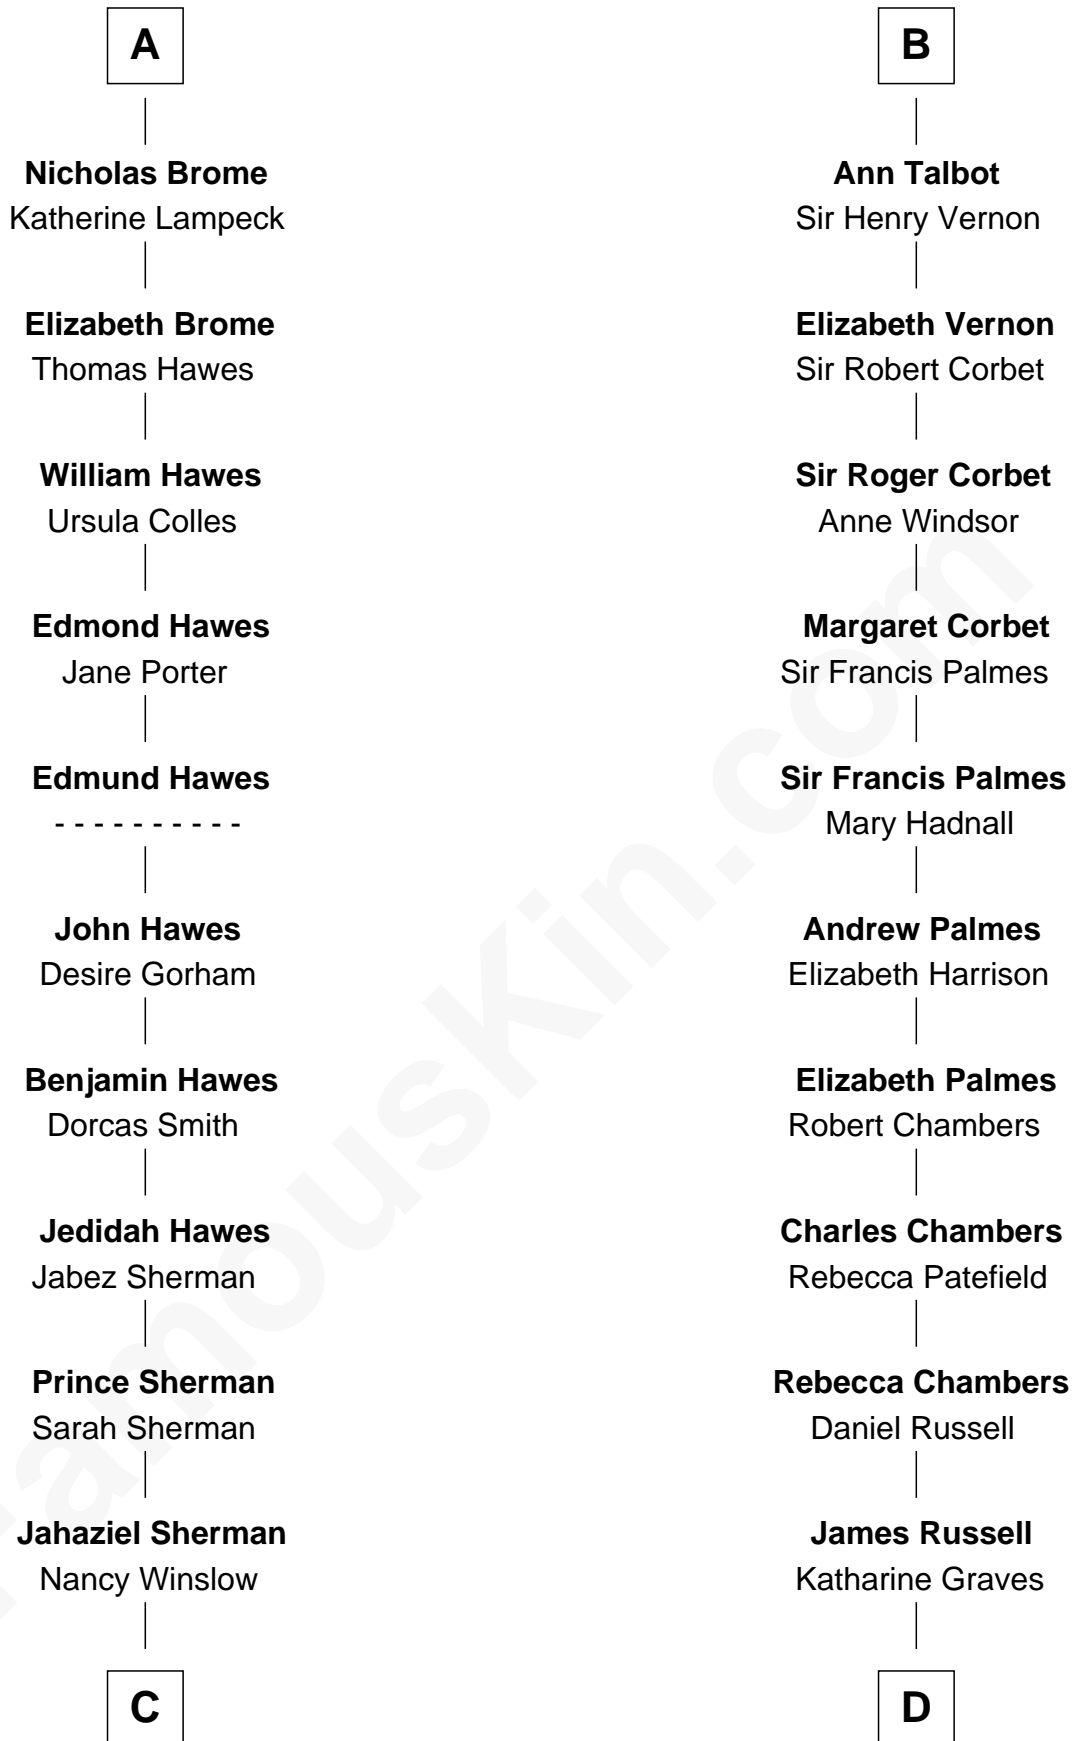 A
Nicholas Brome
Katherine Lampeck
Elizabeth Brome
Thomas Hawes
William Hawes
Ursula Colles
Edmond Hawes
Jane Porter
Edmund Hawes
- - - - - - - - - -
John Hawes
Desire Gorham
Benjamin Hawes
Dorcas Smith
Jedidah Hawes
Jabez Sherman
Prince Sherman
Sarah Sherman
Jahaziel Sherman
Nancy Winslow
C
B
Ann Talbot
Sir Henry Vernon
Elizabeth Vernon
Sir Robert Corbet
Sir Roger Corbet
Anne Windsor
Margaret Corbet
Sir Francis Palmes
Sir Francis Palmes
Mary Hadnall
Andrew Palmes
Elizabeth Harrison
Elizabeth Palmes
Robert Chambers
Charles Chambers
Rebecca Patefield
Rebecca Chambers
Daniel Russell
James Russell
Katharine Graves
D
FamousKin.com